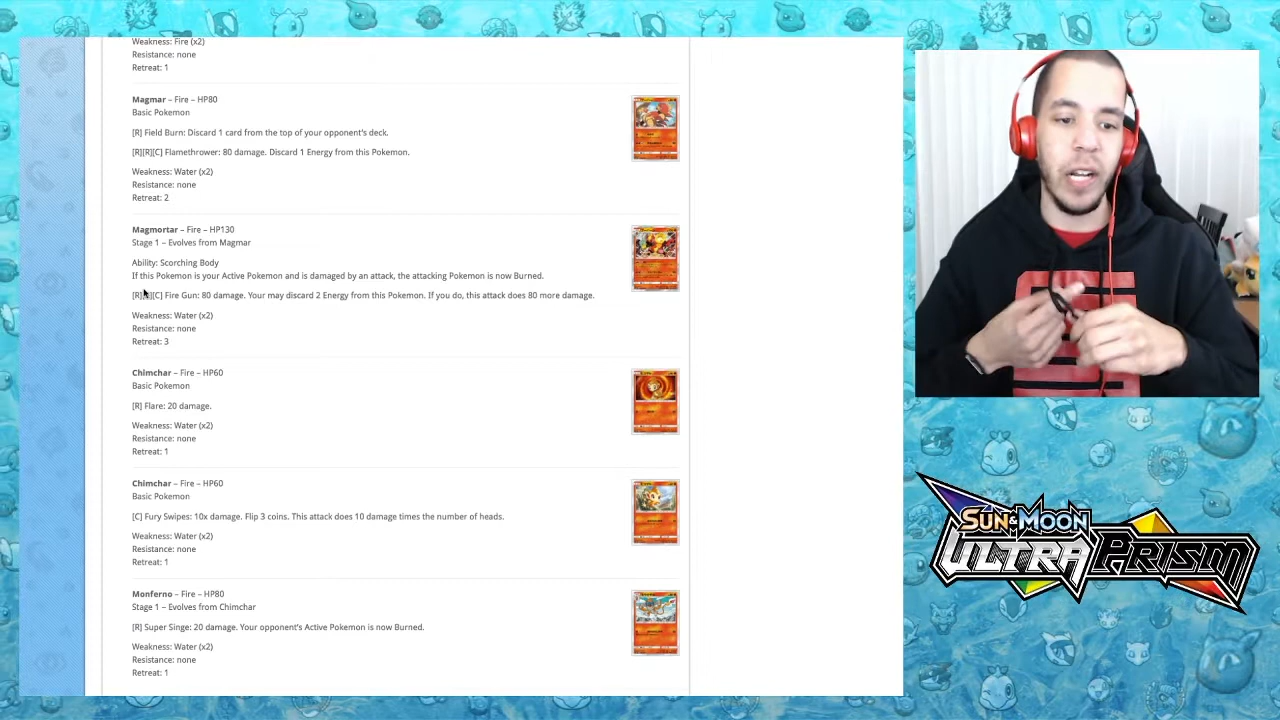 Weakness: Fire (x2)
Resistance: none
Retreat: 1
Magmar – Fire – HP80
Basic Pokemon
[R] Field Burn: Discard 1 card from the top of your opponent's deck.
[R][R][C] Flamethrower: 80 damage. Discard 1 Energy from this Pokemon.
Weakness: Water (x2)
Resistance: none
Retreat: 2
Magmortar – Fire – HP130
Stage 1 – Evolves from Magmar
Ability: Scorching Body
If this Pokemon is your Active Pokemon and is damaged by an attack, the attacking Pokemon is now Burned.
[R][R][C] Fire Gun: 80 damage. Your may discard 2 Energy from this Pokemon. If you do, this attack does 80 more damage.
Weakness: Water (x2)
Resistance: none
Retreat: 3
Chimchar – Fire – HP60
Basic Pokemon
[R] Flare: 20 damage.
Weakness: Water (x2)
Resistance: none
Retreat: 1
Chimchar – Fire – HP60
Basic Pokemon
[C] Fury Swipes: 10x damage. Flip 3 coins. This attack does 10 damage times the number of heads.
Weakness: Water (x2)
Resistance: none
Retreat: 1
Monferno – Fire – HP80
Stage 1 – Evolves from Chimchar
[R] Super Singe: 20 damage. Your opponent's Active Pokemon is now Burned.
Weakness: Water (x2)
Resistance: none
Retreat: 1
SUN & MOON
ULTRA PRISM